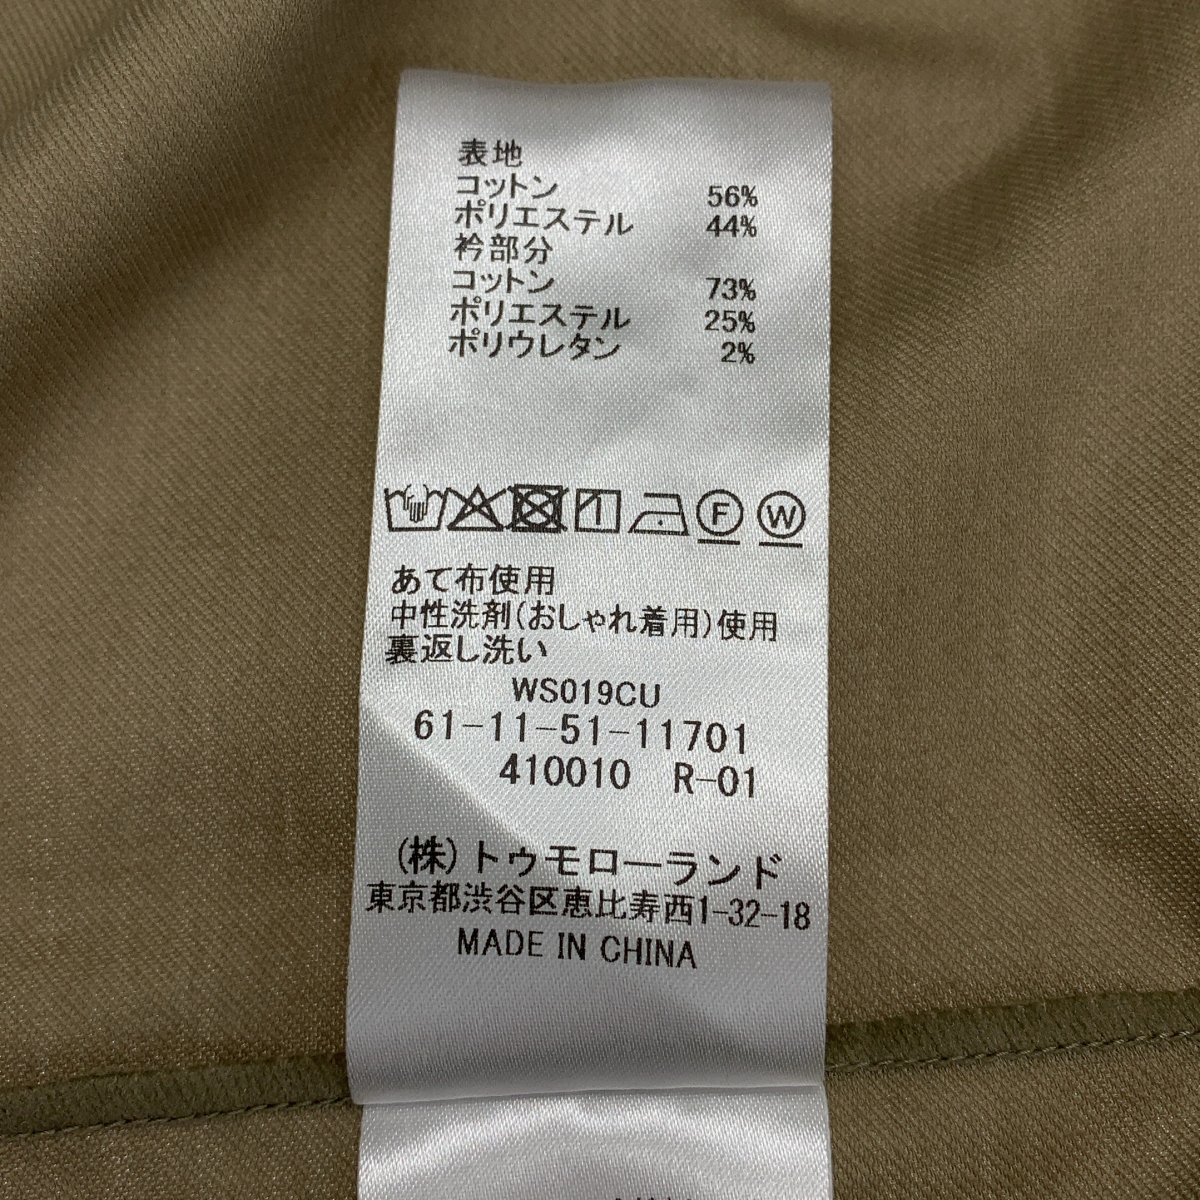 表地
コットン 56%
ポリエステル 44%
衿部分
コットン 73%
ポリエステル 25%
ポリウレタン 2%
F W
あて布使用
中性洗剤(おしゃれ着用)使用
裏返し洗い
WS019CU
61-11-51-11701
410010 R-01
(株)トゥモローランド
東京都渋谷区恵比寿西1-32-18
MADE IN CHINA